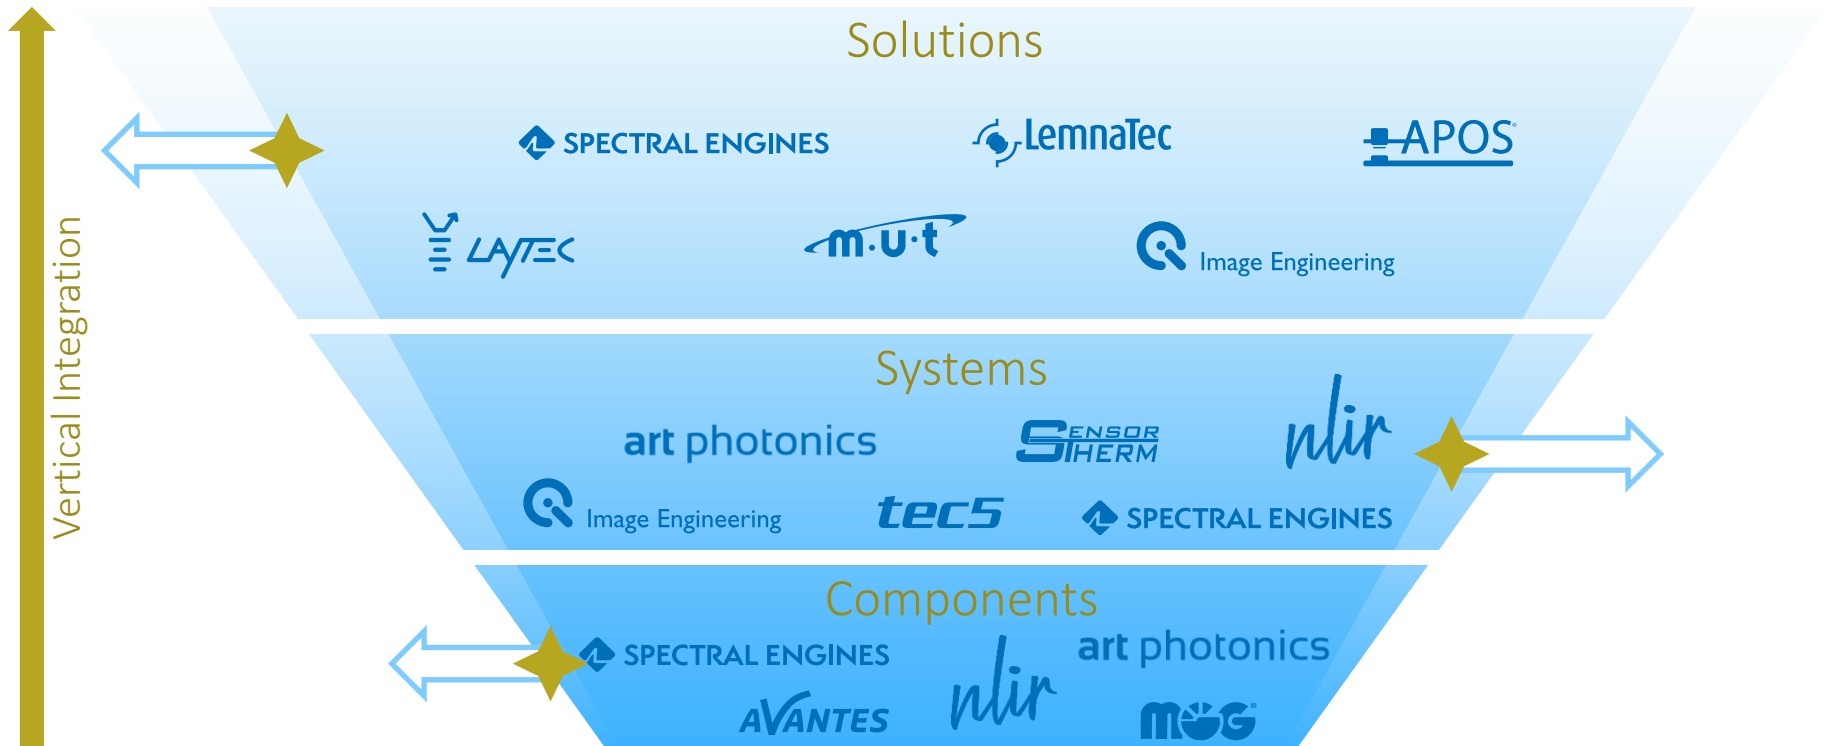 Solutions
SPECTRAL ENGINES
LemnaTec
APOS
LAYTEC
m·u·t
Image Engineering
Vertical Integration
Systems
art photonics
SENSOR
THERM
nlir
Image Engineering
tec5
SPECTRAL ENGINES
Components
SPECTRAL ENGINES
nlir
art photonics
AVANTES
MOG